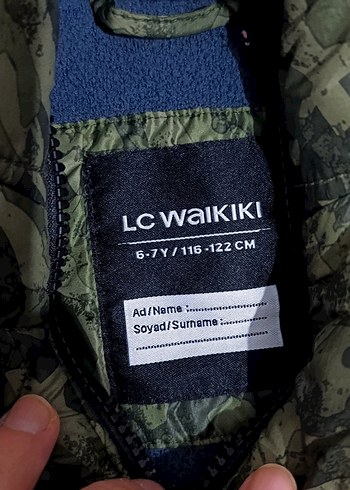 LC WAIKIKI
6-7 Y / 116 -122 CM
Ad/Name :....................
Soyad/Surname :............
................................